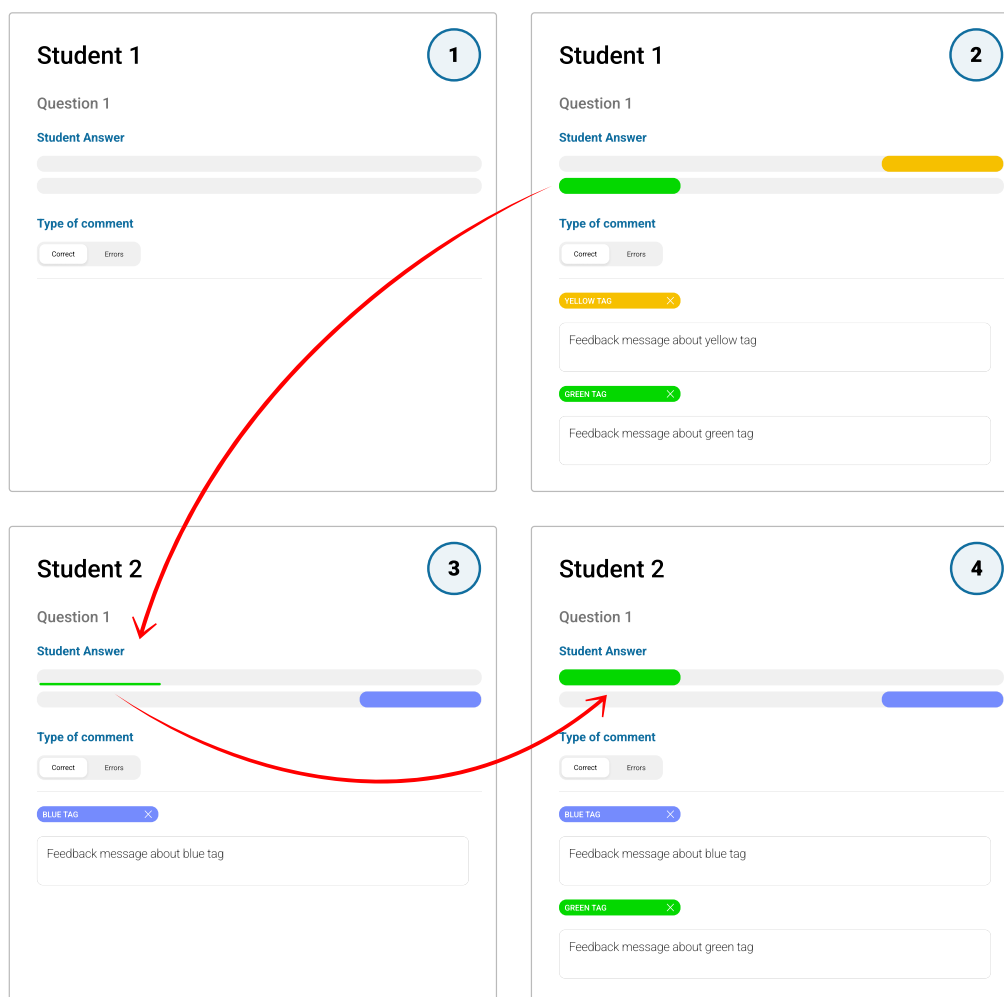 Student 1
1
Question 1
Student Answer
Type of comment
Correct Errors
Student 1
2
Question 1
Student Answer
Type of comment
Correct Errors
YELLOW TAG
Feedback message about yellow tag
GREEN TAG
Feedback message about green tag
Student 2
3
Question 1
Student Answer
Type of comment
Correct Errors
BLUE TAG
Feedback message about blue tag
Student 2
4
Question 1
Student Answer
Type of comment
Correct Errors
BLUE TAG
Feedback message about blue tag
GREEN TAG
Feedback message about green tag